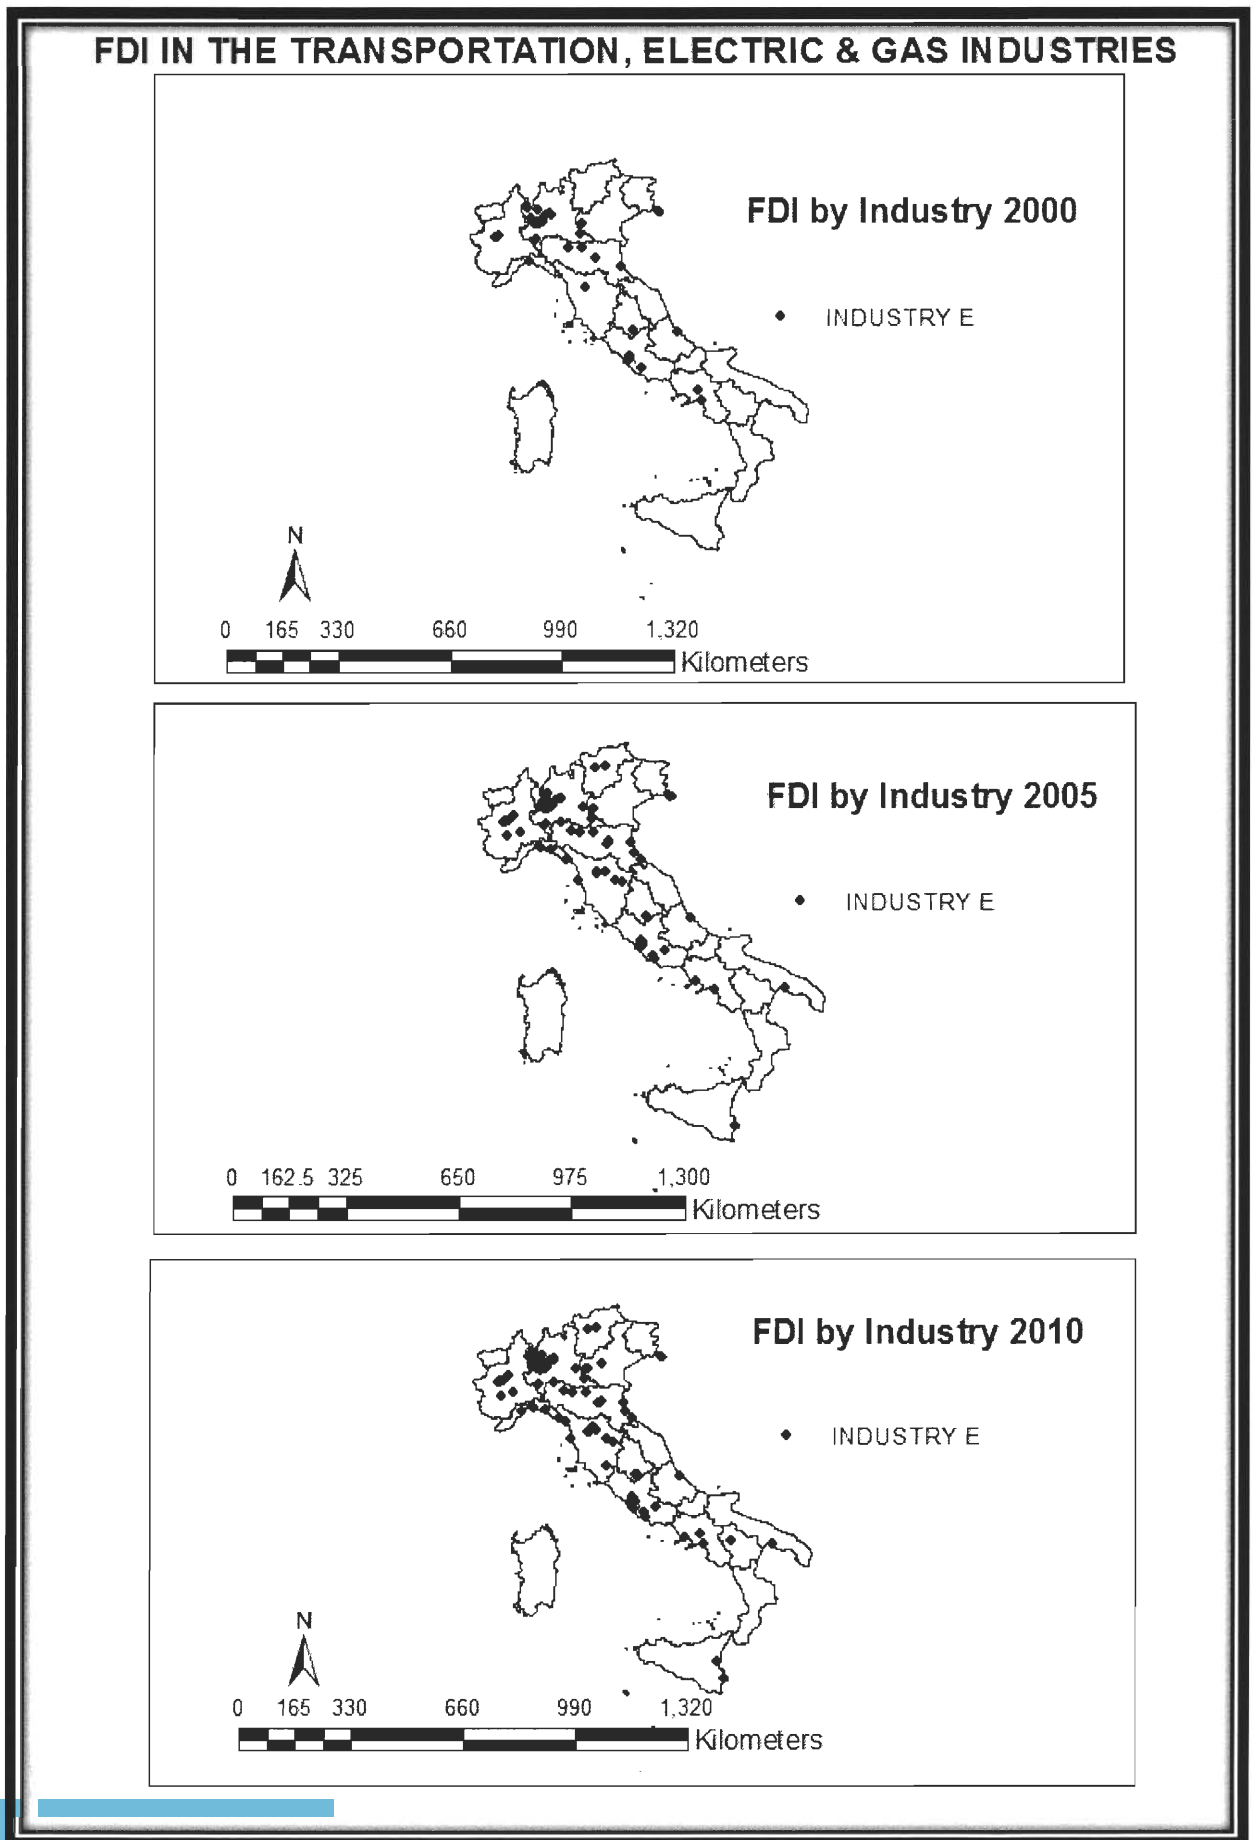 FDI IN THE TRANSPORTATION, ELECTRIC & GAS INDUSTRIES
FDI by Industry 2000
INDUSTRY E
N
0 165 330 660 990 1,320
Kilometers
FDI by Industry 2005
INDUSTRY E
0 162.5 325 650 975 1,300
Kilometers
FDI by Industry 2010
INDUSTRY E
N
0 165 330 660 990 1,320
Kilometers